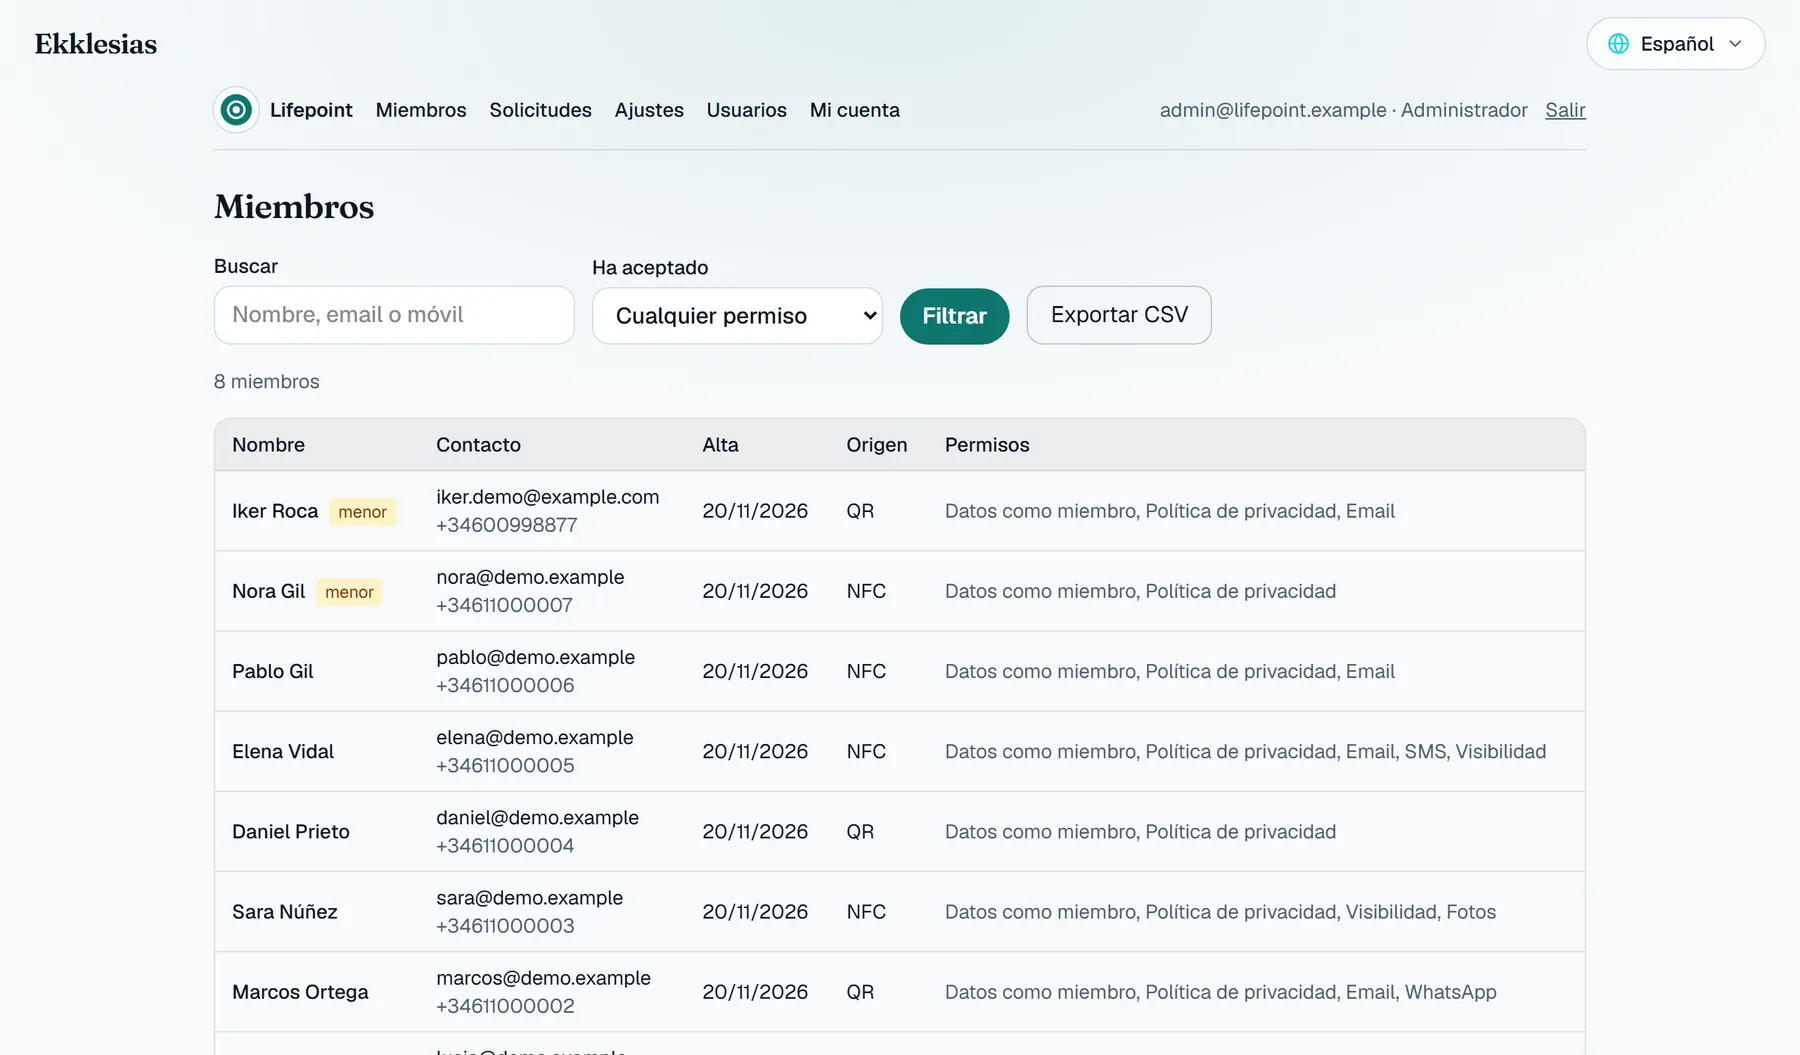 Ekklesias
Español
Lifepoint Miembros Solicitudes Ajustes Usuarios Mi cuenta admin@lifepoint.example · Administrador Salir
Miembros
Buscar Ha aceptado
Nombre, email o móvil Cualquier permiso Filtrar Exportar CSV
8 miembros
Nombre Contacto Alta Origen Permisos
Iker Roca menor iker.demo@example.com 20/11/2026 QR Datos como miembro, Política de privacidad, Email
+34600998877
Nora Gil menor nora@demo.example 20/11/2026 NFC Datos como miembro, Política de privacidad
+34611000007
Pablo Gil pablo@demo.example 20/11/2026 NFC Datos como miembro, Política de privacidad, Email
+34611000006
Elena Vidal elena@demo.example 20/11/2026 NFC Datos como miembro, Política de privacidad, Email, SMS, Visibilidad
+34611000005
Daniel Prieto daniel@demo.example 20/11/2026 QR Datos como miembro, Política de privacidad
+34611000004
Sara Núñez sara@demo.example 20/11/2026 NFC Datos como miembro, Política de privacidad, Visibilidad, Fotos
+34611000003
Marcos Ortega marcos@demo.example 20/11/2026 QR Datos como miembro, Política de privacidad, Email, WhatsApp
+34611000002